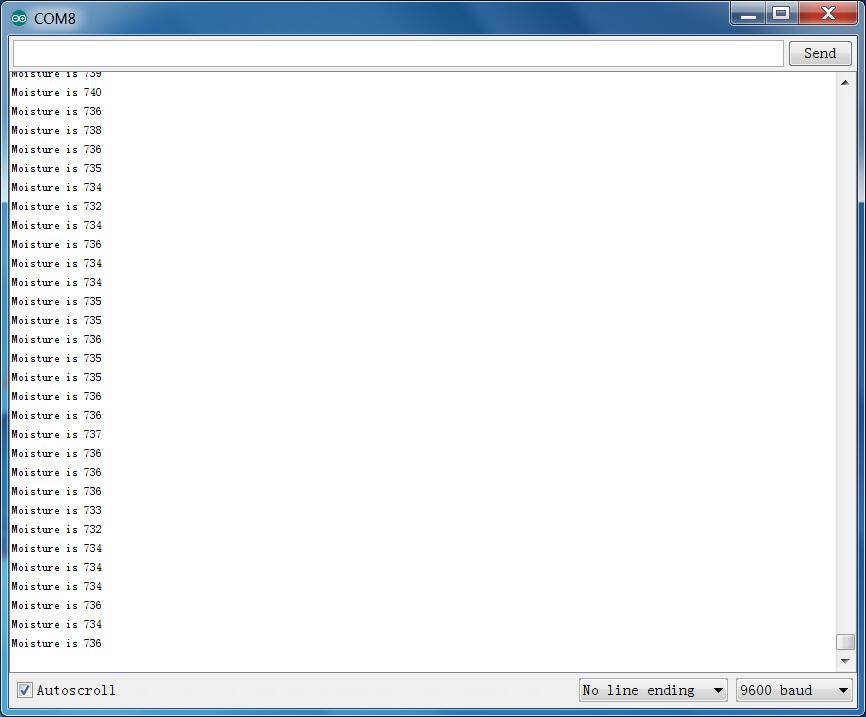 COM8
Send
Moisture is 739
Moisture is 740
Moisture is 736
Moisture is 738
Moisture is 736
Moisture is 735
Moisture is 734
Moisture is 732
Moisture is 734
Moisture is 736
Moisture is 734
Moisture is 734
Moisture is 735
Moisture is 735
Moisture is 736
Moisture is 735
Moisture is 735
Moisture is 736
Moisture is 736
Moisture is 737
Moisture is 736
Moisture is 736
Moisture is 736
Moisture is 733
Moisture is 732
Moisture is 734
Moisture is 734
Moisture is 734
Moisture is 736
Moisture is 734
Moisture is 736
Autoscroll No line ending 9600 baud